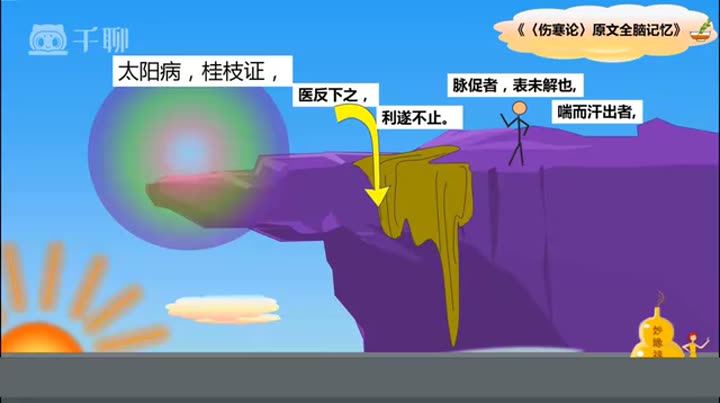 千聊
《〈伤寒论〉原文全脑记忆》
太阳病，桂枝证，
医反下之，
利遂不止。
脉促者，表未解也,
喘而汗出者,